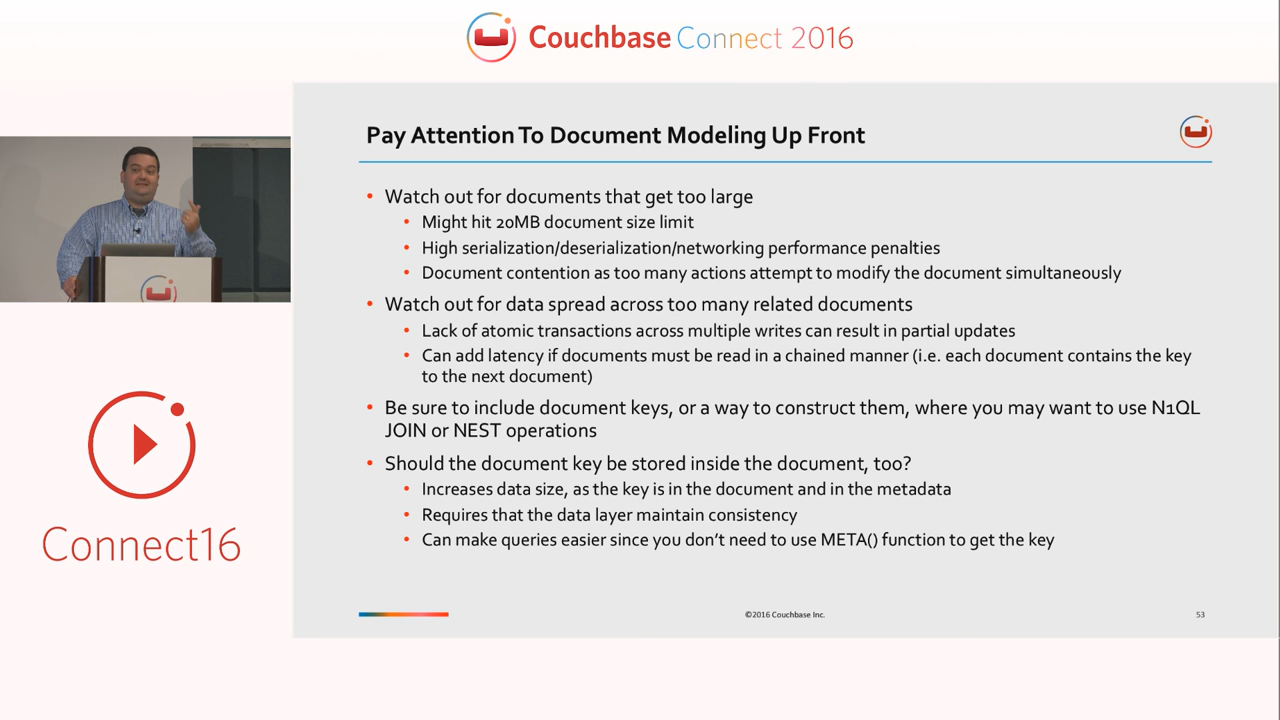 Couchbase Connect 2016
Pay Attention To Document Modeling Up Front
• Watch out for documents that get too large
• Might hit 20MB document size limit
• High serialization/deserialization/networking performance penalties
• Document contention as too many actions attempt to modify the document simultaneously
• Watch out for data spread across too many related documents
• Lack of atomic transactions across multiple writes can result in partial updates
• Can add latency if documents must be read in a chained manner (i.e. each document contains the key
to the next document)
• Be sure to include document keys, or a way to construct them, where you may want to use N1QL
JOIN or NEST operations
• Should the document key be stored inside the document, too?
• Increases data size, as the key is in the document and in the metadata
• Requires that the data layer maintain consistency
• Can make queries easier since you don’t need to use META() function to get the key
©2016 Couchbase Inc.
53
Connect16